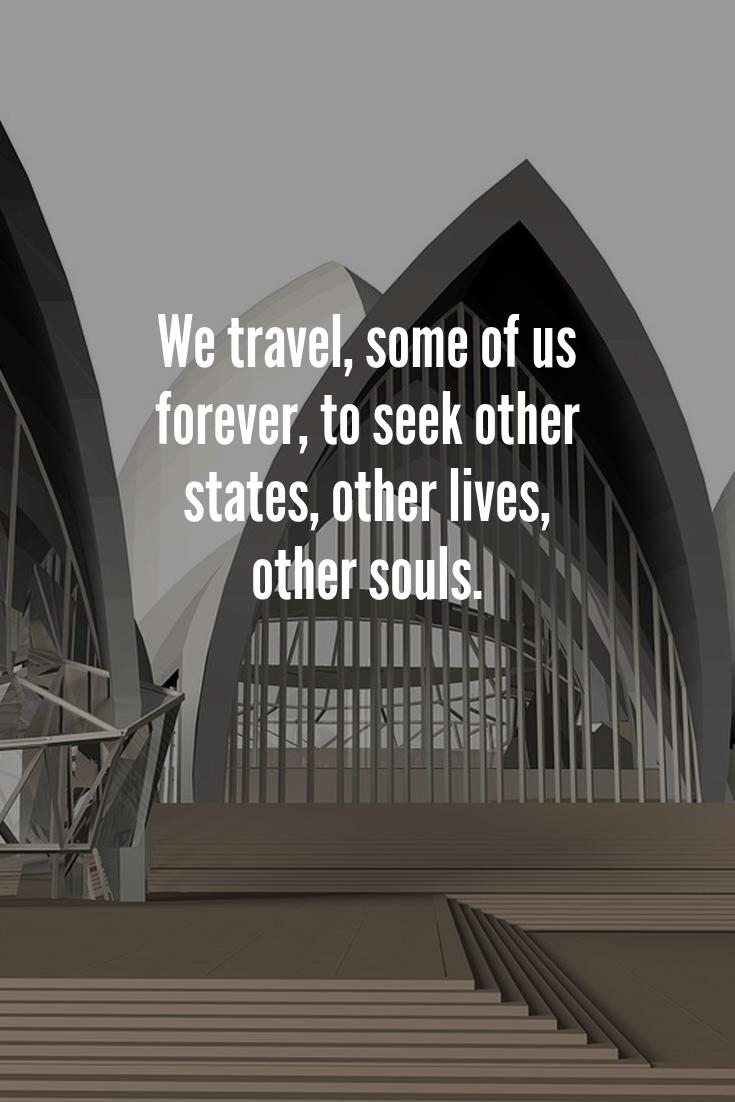 We travel, some of us
forever, to seek other
states, other lives,
other souls.